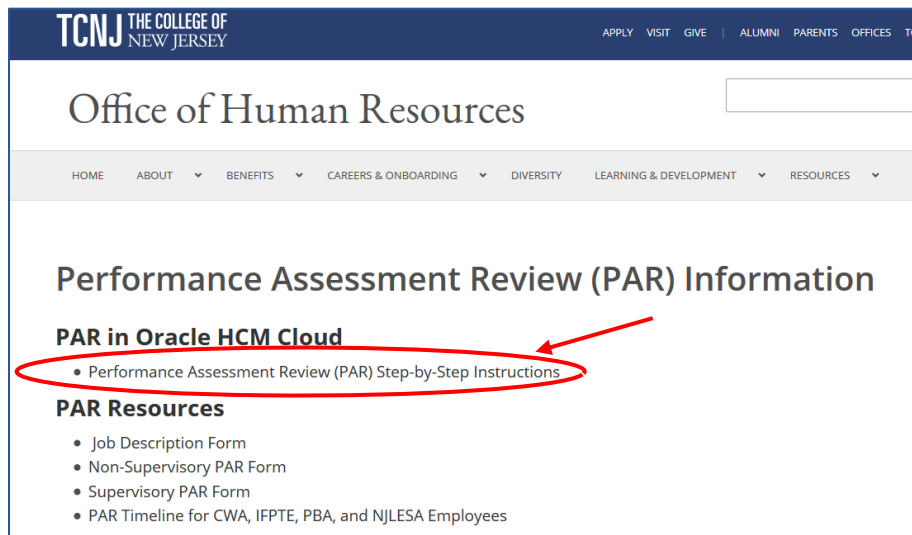 TCNJ THE COLLEGE OF
NEW JERSEY
APPLY VISIT GIVE | ALUMNI PARENTS OFFICES
Office of Human Resources
HOME ABOUT BENEFITS CAREERS & ONBOARDING DIVERSITY LEARNING & DEVELOPMENT RESOURCES
Performance Assessment Review (PAR) Information
PAR in Oracle HCM Cloud
• Performance Assessment Review (PAR) Step-by-Step Instructions
PAR Resources
• Job Description Form
• Non-Supervisory PAR Form
• Supervisory PAR Form
• PAR Timeline for CWA, IFPTE, PBA, and NJLESA Employees